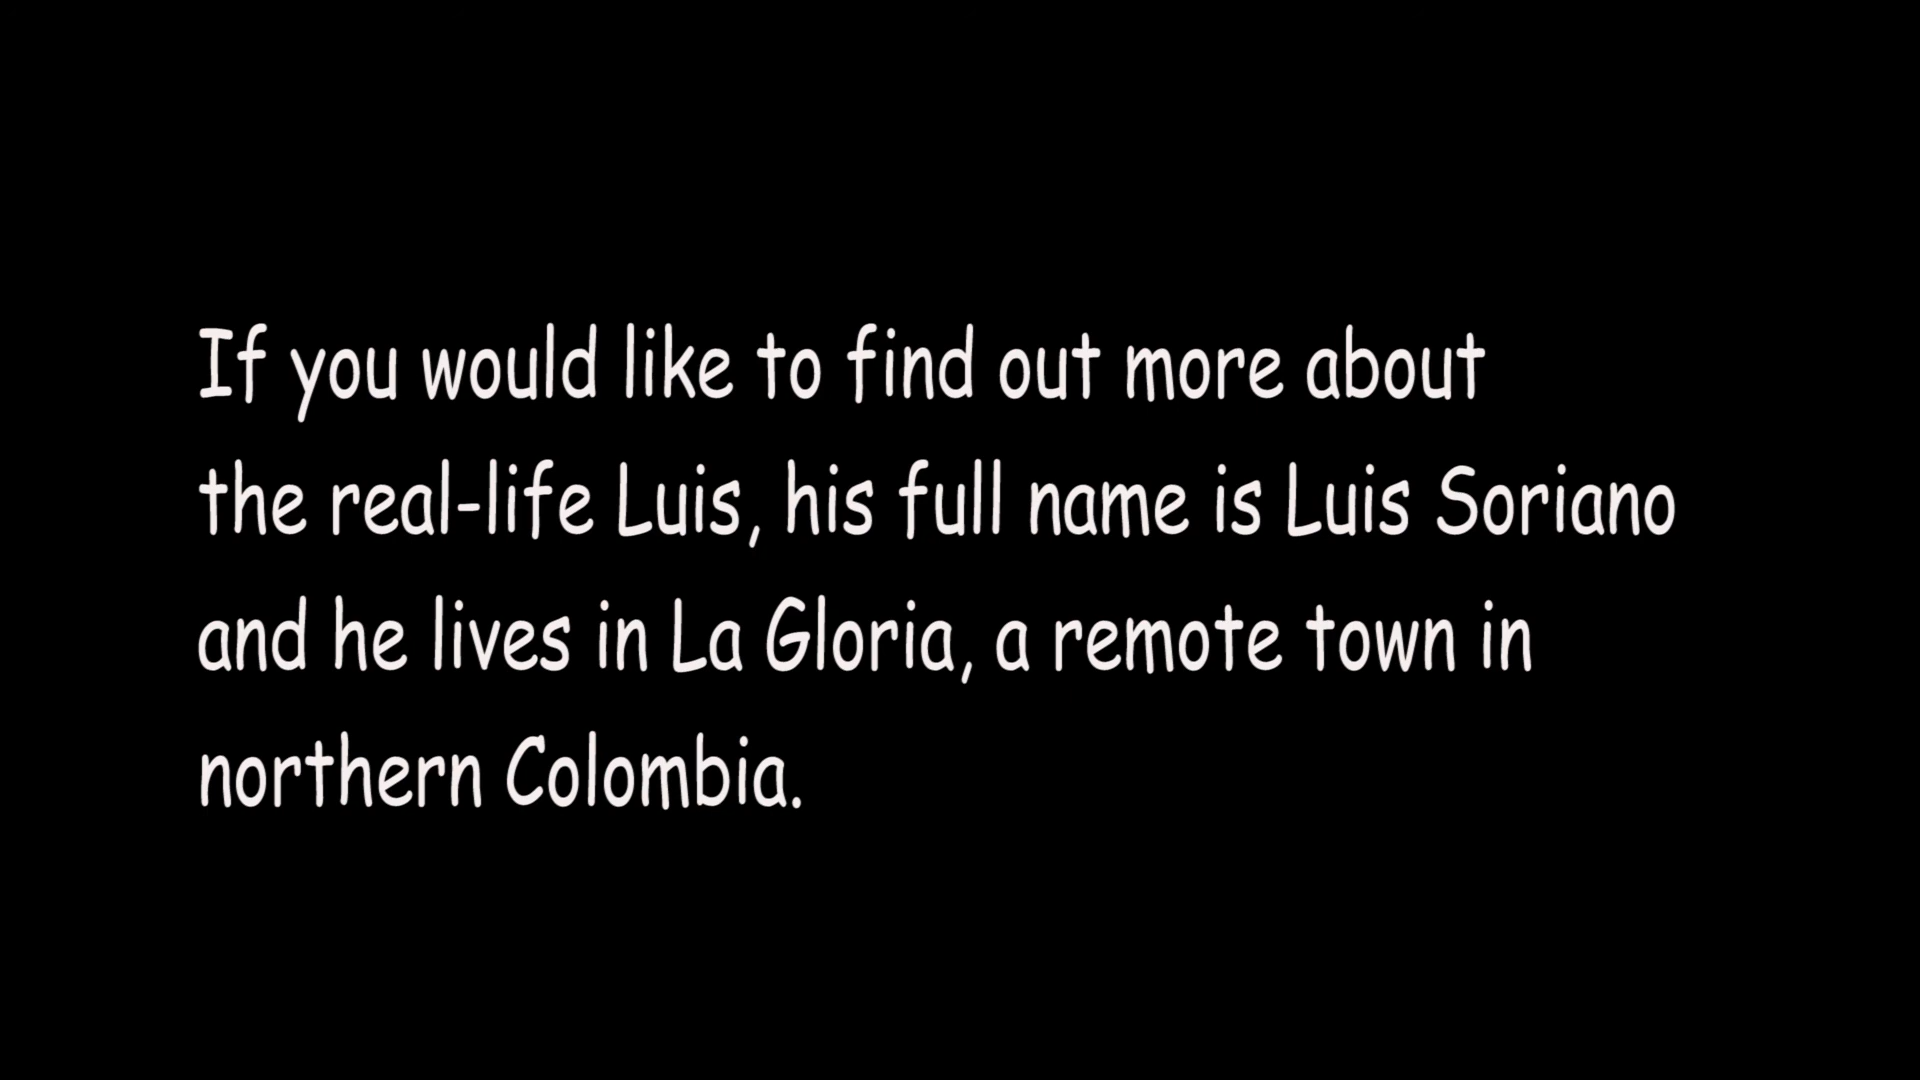 If you would like to find out more about
the real-life Luis, his full name is Luis Soriano
and he lives in La Gloria, a remote town in
northern Colombia.